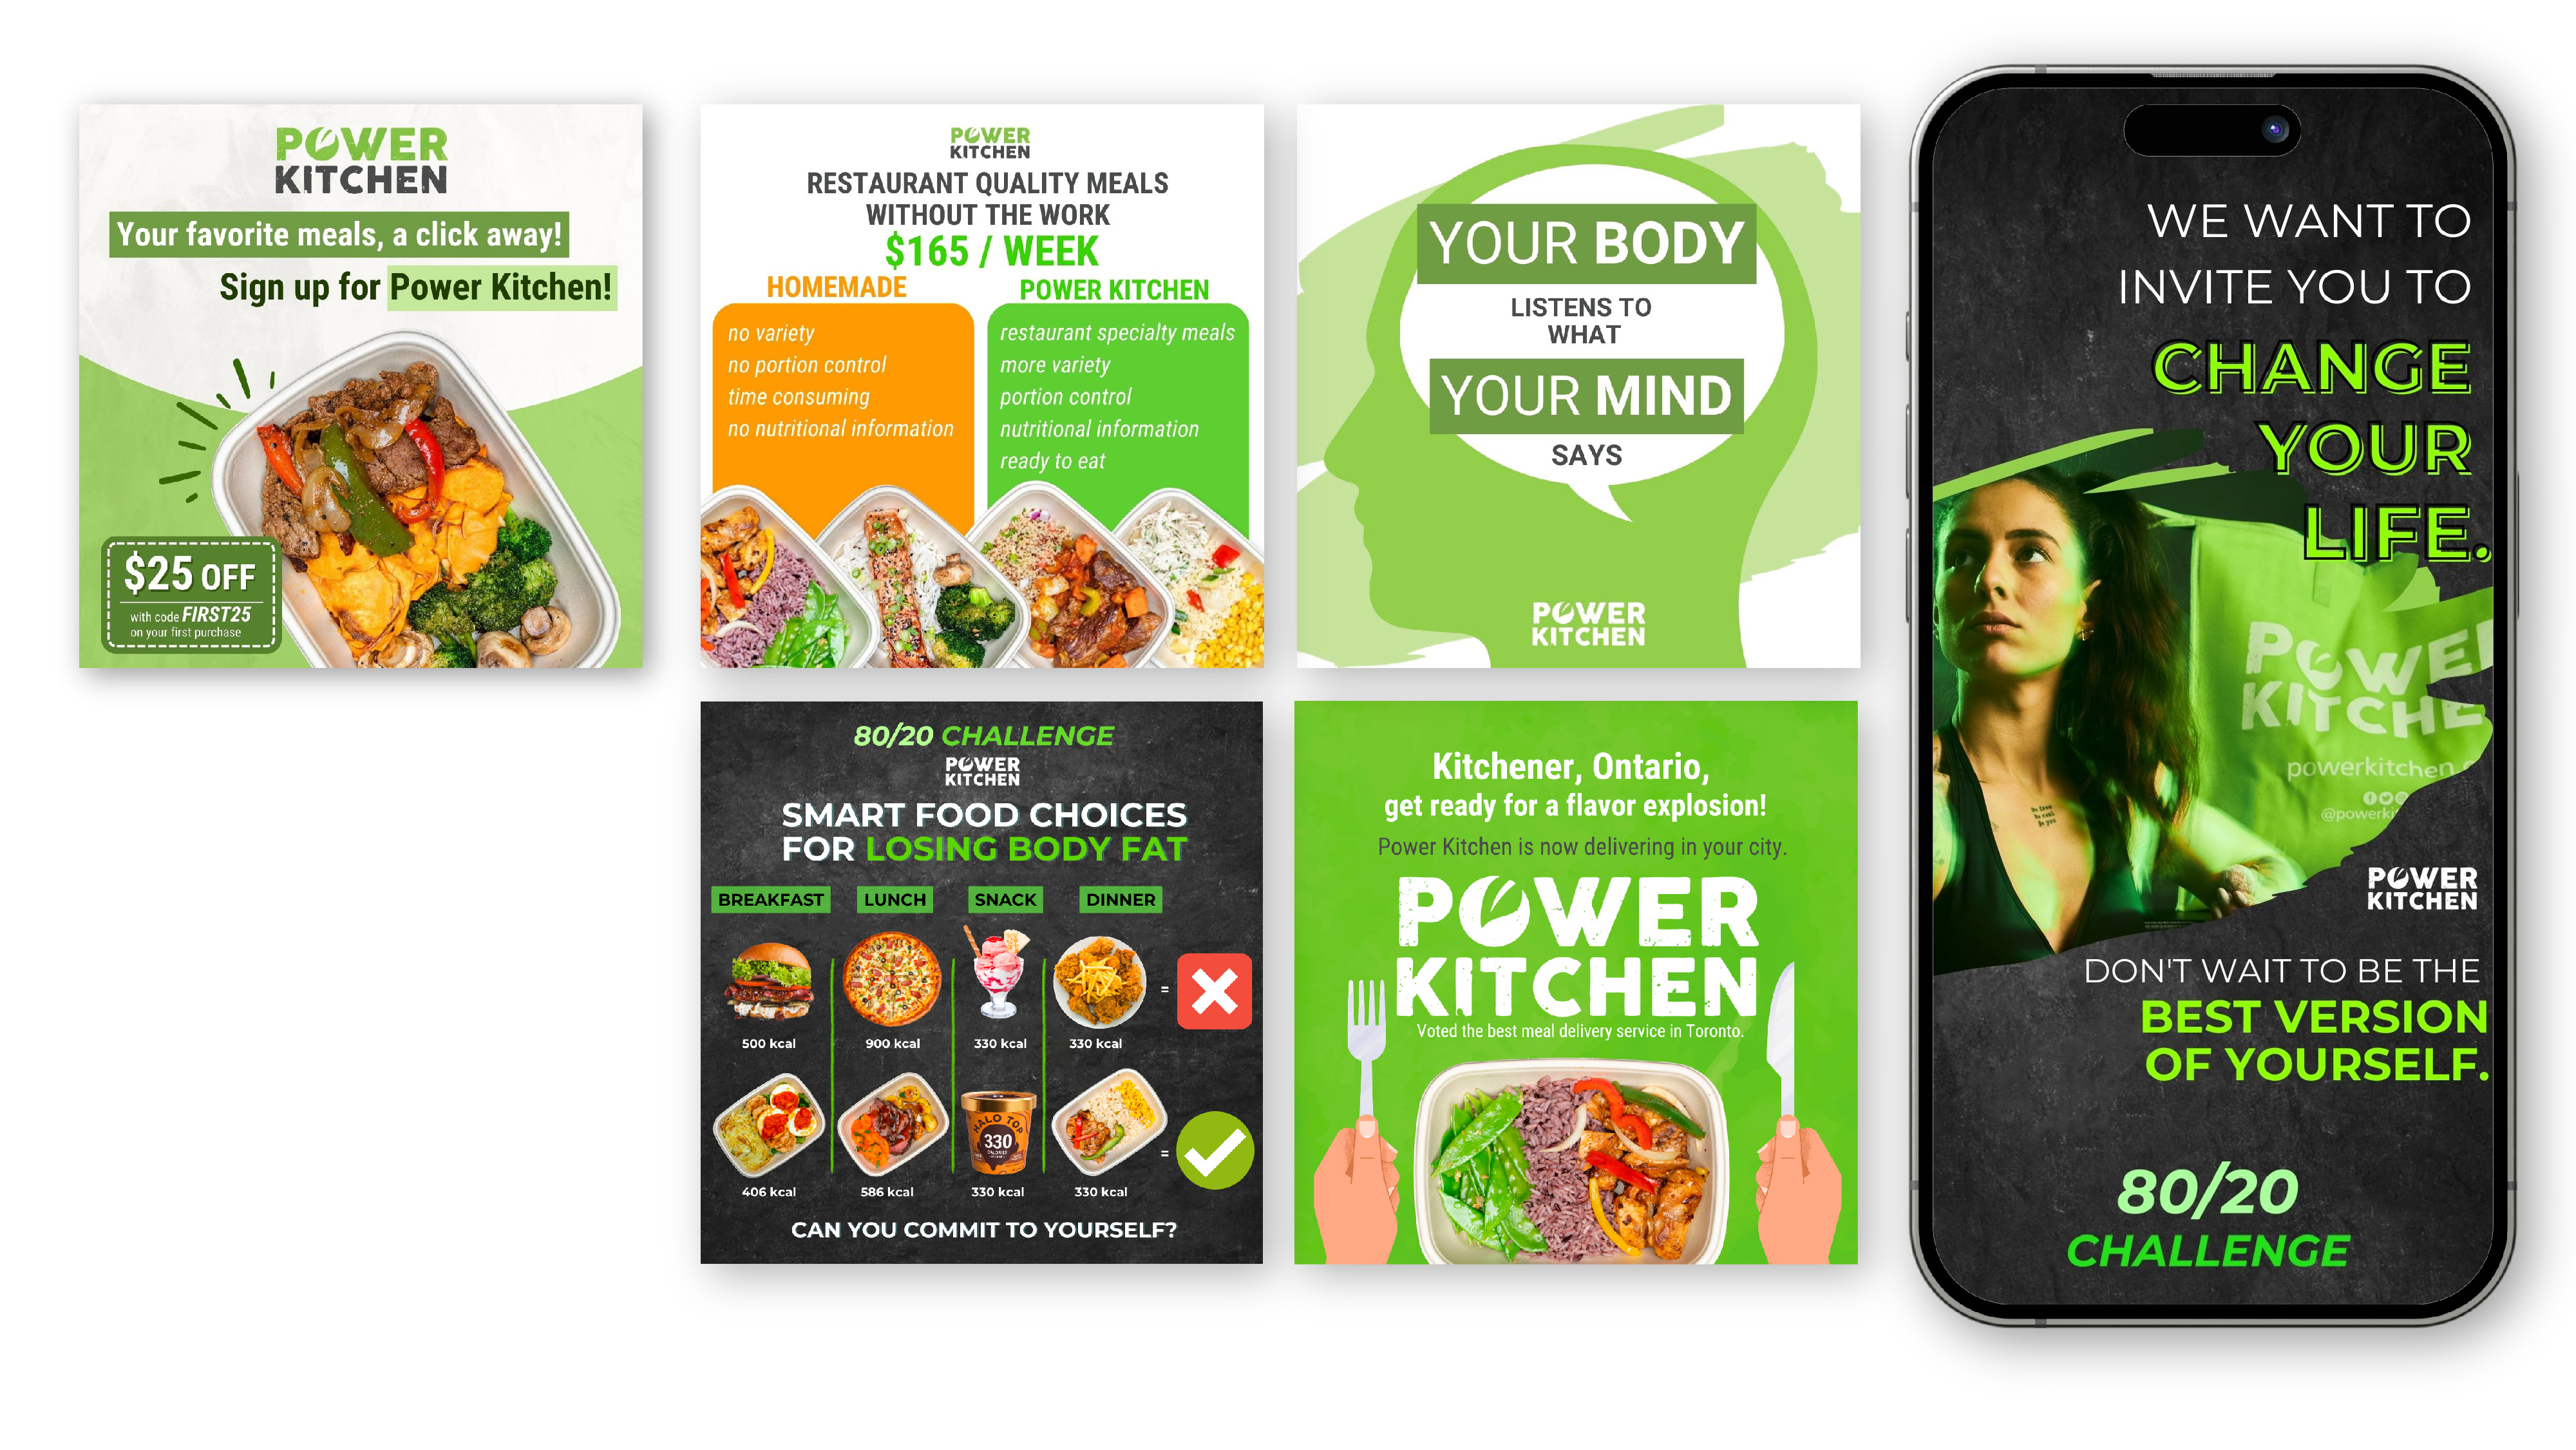 POWER
KITCHEN
Your favorite meals, a click away!
Sign up for Power Kitchen!
$25 OFF
with code FIRST25
on your first purchase
POWER
KITCHEN
RESTAURANT QUALITY MEALS
WITHOUT THE WORK
$165 / WEEK
HOMEMADE
no variety
no portion control
time consuming
no nutritional information
POWER KITCHEN
restaurant specialty meals
more variety
portion control
nutritional information
ready to eat
YOUR BODY
LISTENS TO
WHAT
YOUR MIND
SAYS
POWER
KITCHEN
80/20 CHALLENGE
POWER
KITCHEN
SMART FOOD CHOICES
FOR LOSING BODY FAT
BREAKFAST LUNCH SNACK DINNER
=
500 kcal 900 kcal 330 kcal 330 kcal
HALO TOP
330
=
406 kcal 586 kcal 330 kcal 330 kcal
CAN YOU COMMIT TO YOURSELF?
Kitchener, Ontario,
get ready for a flavor explosion!
Power Kitchen is now delivering in your city.
POWER
KITCHEN
Voted the best meal delivery service in Toronto.
WE WANT TO
INVITE YOU TO
CHANGE
YOUR
LIFE.
POWE
KITCHE
powerkitchen.
@powerki
POWER
KITCHEN
DON'T WAIT TO BE THE
BEST VERSION
OF YOURSELF.
80/20
CHALLENGE